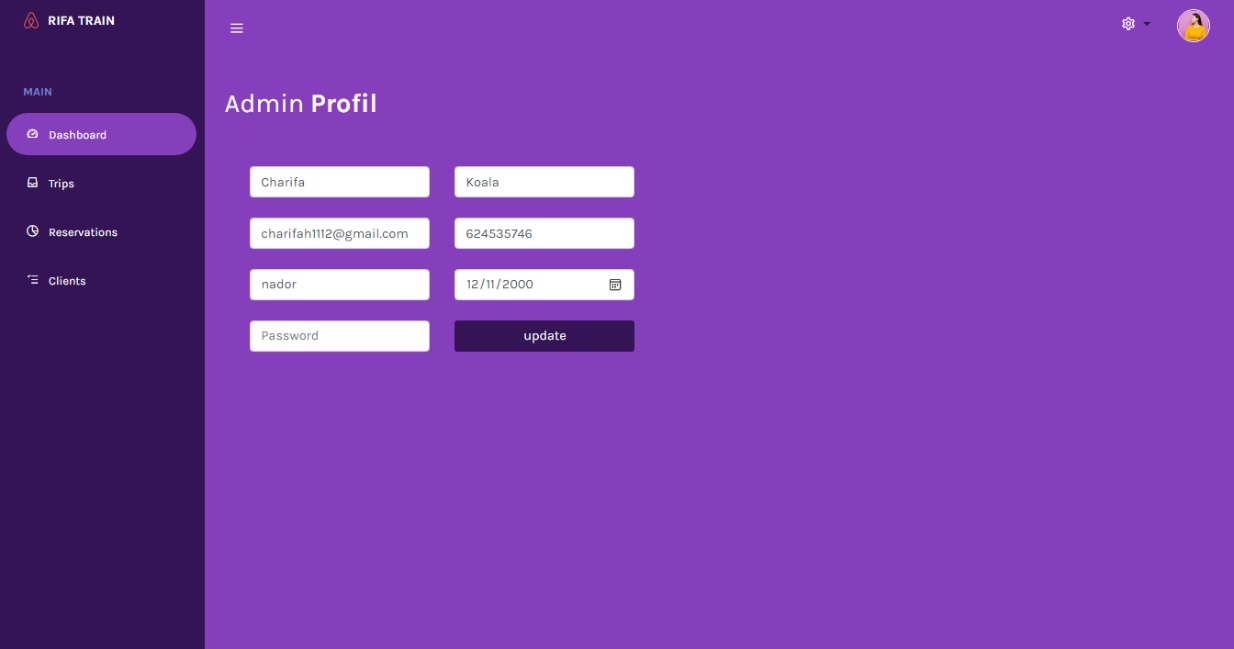 RIFA TRAIN
MAIN
Dashboard
Trips
Reservations
Clients
Admin Profil
Charifa
Koala
charifah1112@gmail.com
624535746
nador
12/11/2000
Password
update